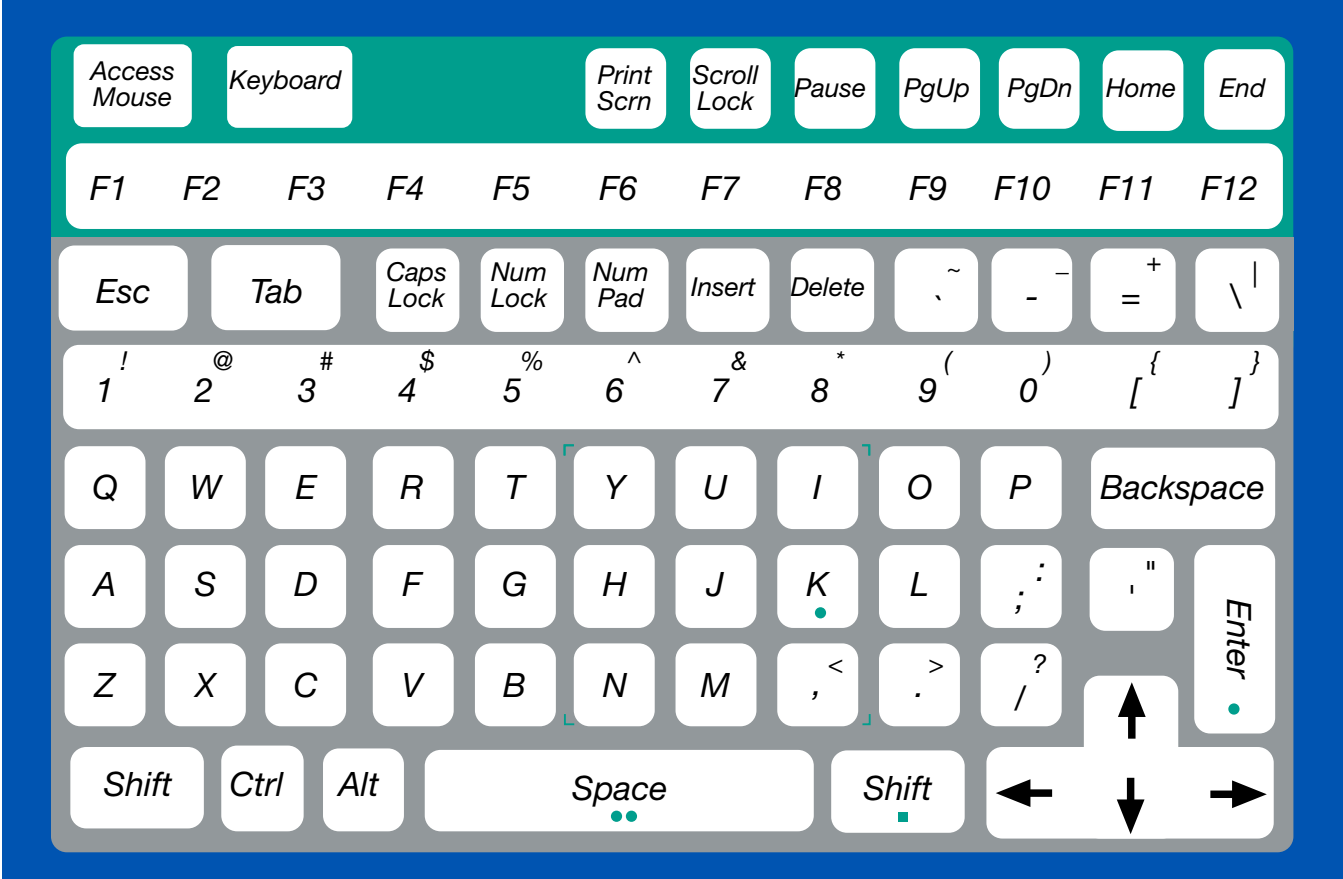 Access Mouse Keyboard Print Scrn Scroll Lock Pause PgUp PgDn Home End
F1 F2 F3 F4 F5 F6 F7 F8 F9 F10 F11 F12
Esc Tab Caps Lock Num Lock Num Pad Insert Delete ~ ` _ - + = | \
! 1 @ 2 # 3 $ 4 % 5 ^ 6 & 7 * 8 ( 9 ) 0 { [ } ]
Q W E R T Y U I O P Backspace
A S D F G H J K L : ; " ' Enter
Z X C V B N M < , > . ? /
Shift Ctrl Alt Space Shift